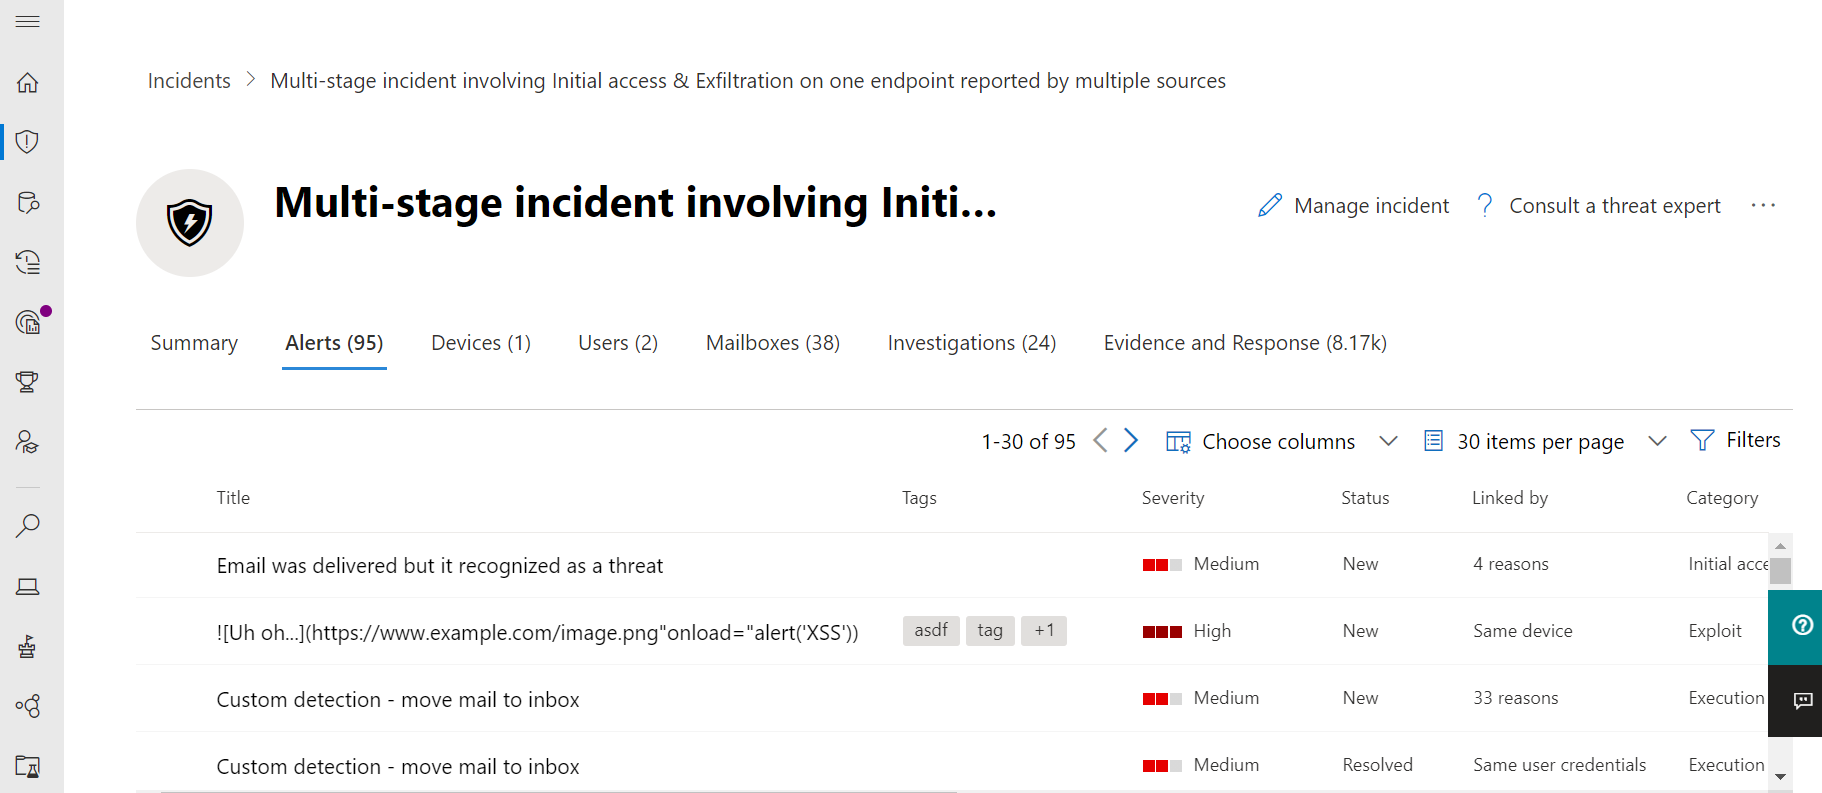 Incidents > Multi-stage incident involving Initial access & Exfiltration on one endpoint reported by multiple sources
Multi-stage incident involving Initi...
Manage incident ? Consult a threat expert ...
Summary Alerts (95) Devices (1) Users (2) Mailboxes (38) Investigations (24) Evidence and Response (8.17k)
1-30 of 95 < > Choose columns 30 items per page Filters
Title Tags Severity Status Linked by Category
Email was delivered but it recognized as a threat Medium New 4 reasons Initial acce
![Uh oh...](https://www.example.com/image.png"onload="alert('XSS')) asdf tag +1 High New Same device Exploit
Custom detection - move mail to inbox Medium New 33 reasons Execution
Custom detection - move mail to inbox Medium Resolved Same user credentials Execution